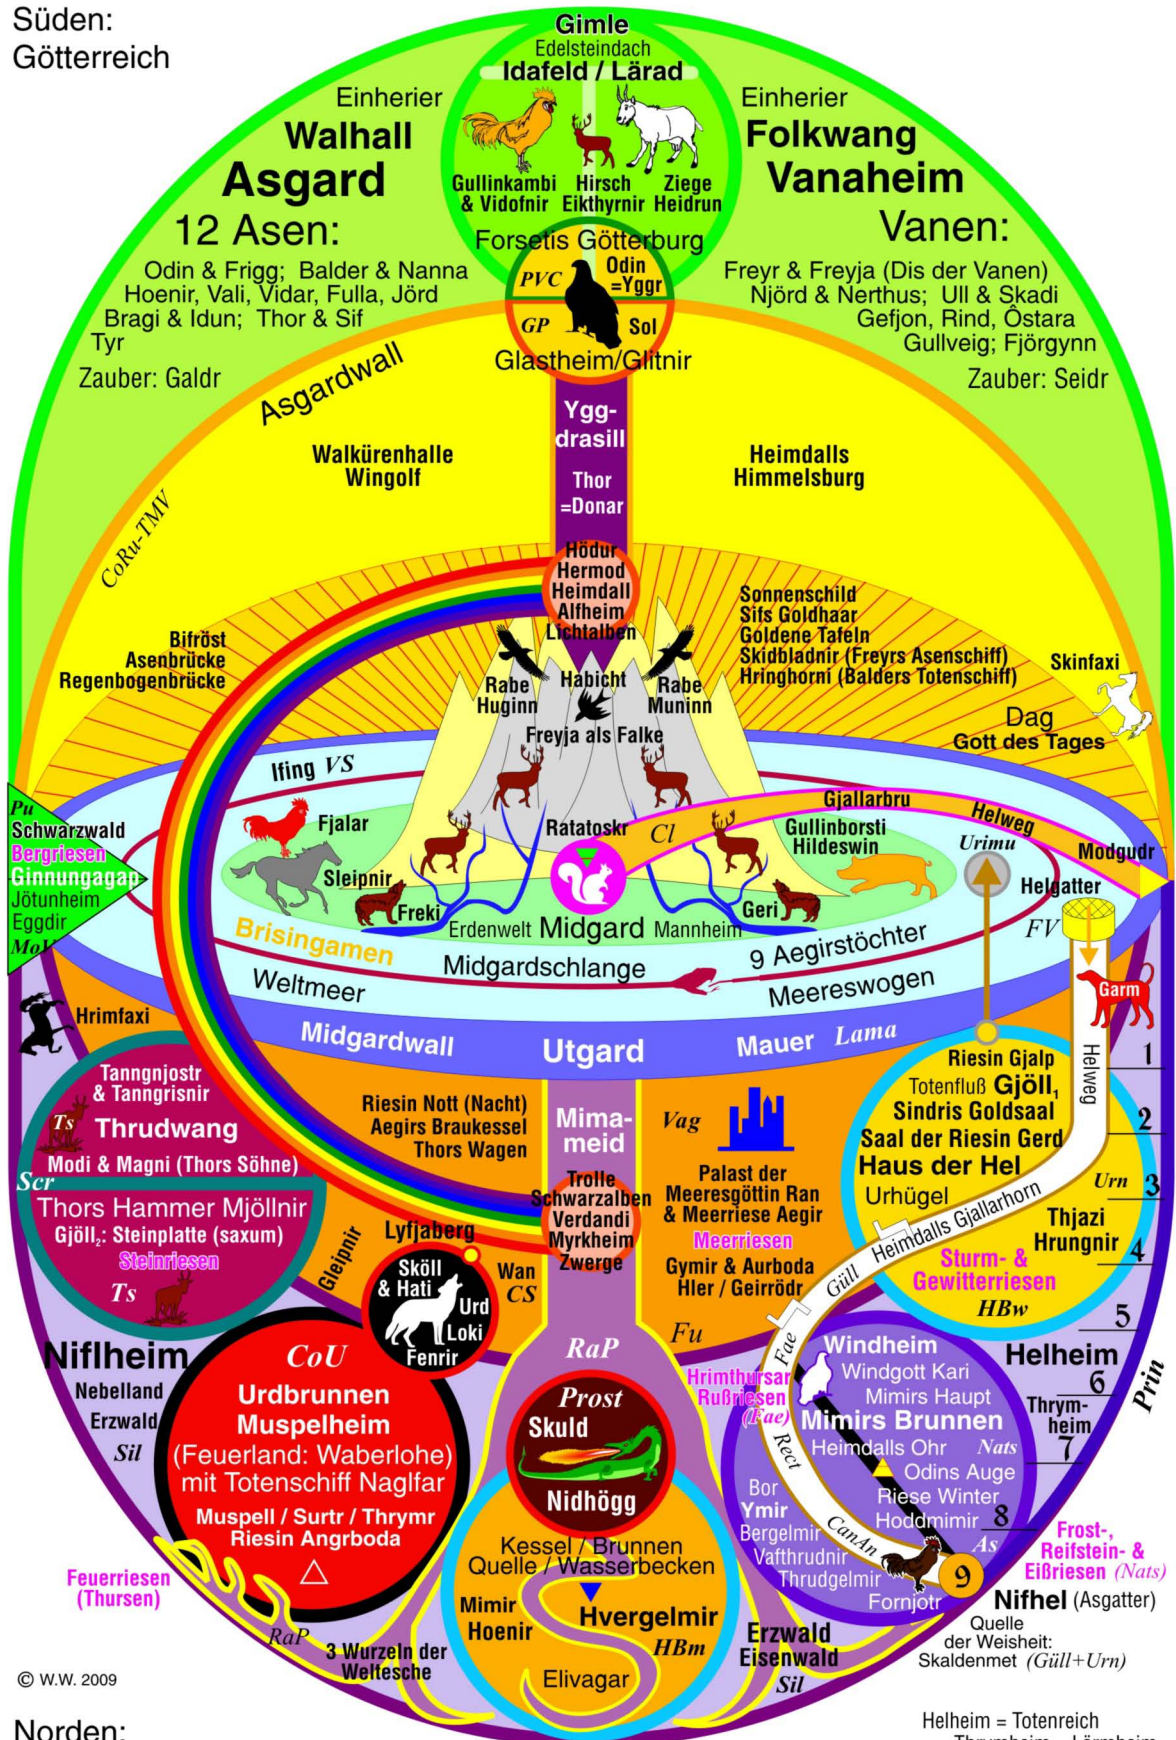 Süden:
Götterreich
Gimle
Edelsteindach
Idafeld / Lärad
Gullinkambi
& Vidofnir
Hirsch
Eikthyrnir
Ziege
Heidrun
Einherier
Walhall
Asgard
12 Asen:
Odin & Frigg; Balder & Nanna
Hoenir, Vali, Vidar, Fulla, Jörd
Bragi & Idun; Thor & Sif
Tyr
Zauber: Galdr
Einherier
Folkwang
Vanaheim
Vanen:
Freyr & Freyja (Dis der Vanen)
Njörd & Nerthus; Ull & Skadi
Gefjon, Rind, Ôstara
Gullveig; Fjörgynn
Zauber: Seidr
Forsetis Götterburg
PVC
Odin
=Yggr
GP
Sol
Glastheim/Glitnir
Asgardwall
CoRu-TMV
Walkürenhalle
Wingolf
Ygg-
drasill
Thor
=Donar
Heimdalls
Himmelsburg
Hödur
Hermod
Heimdall
Alfheim
Lichtalben
Bifröst
Asenbrücke
Regenbogenbrücke
Sonnenschild
Sifs Goldhaar
Goldene Tafeln
Skidbladnir (Freyrs Asenschiff)
Hringhorni (Balders Totenschiff)
Skinfaxi
Dag
Gott des Tages
Rabe
Huginn
Habicht
Rabe
Muninn
Freyja als Falke
Ifing VS
Pu
Schwarzwald
Bergriesen
Ginnungagap
Jötunheim
Eggdir
MoV
Fjalar
Sleipnir
Freki
Ratatoskr
Cl
Gjallarbru
Helweg
Gullinborsti
Hildeswin
Urimu
Modgudr
Helgatter
FV
Geri
Erdenwelt Midgard Mannheim
Brisingamen
Midgardschlange
9 Aegirstöchter
Weltmeer
Meereswogen
Garm
Hrimfaxi
Midgardwall
Utgard
Mauer Lama
Helweg
Tanngnjostr
& Tanngrisnir
Ts
Thrudwang
Modi & Magni (Thors Söhne)
Scr
Thors Hammer Mjöllnir
Gjöll2: Steinplatte (saxum)
Steinriesen
Ts
Riesin Nott (Nacht)
Aegirs Braukessel
Thors Wagen
Mima-
meid
Vag
Trolle
Schwarzalben
Verdandi
Myrkheim
Zwerge
Palast der
Meeresgöttin Ran
& Meerriese Aegir
Meerriesen
Gymir & Aurboda
Hler / Geirrödr
Riesin Gjalp
Totenfluß Gjöll1
Sindris Goldsaal
Saal der Riesin Gerd
Haus der Hel
Urhügel
Heimdalls Gjallarhorn
Urn
Thjazi
Hrungnir
Sturm- &
Gewitterriesen
HBw
1
2
3
4
5
6
7
8
9
Gleipnir
Lyfjaberg
Sköll
& Hati
Urd
Loki
Fenrir
Wan
CS
Fu
Güll
Fae
Rect
CanAn
Niflheim
Nebelland
Erzwald
Sil
CoU
Urdbrunnen
Muspelheim
(Feuerland: Waberlohe)
mit Totenschiff Naglfar
Muspell / Surtr / Thrymr
Riesin Angrboda
RaP
Prost
Skuld
Nidhögg
Hrimthursar
Rußriesen
(Fae)
Windheim
Windgott Kari
Mimirs Haupt
Mimirs Brunnen
Heimdalls Ohr
Nats
Odins Auge
Riese Winter
Hoddmimir
As
Bor
Ymir
Bergelmir
Vafthrudnir
Thrudgelmir
Fornjotr
Helheim
Thrym-
heim
Prin
Kessel / Brunnen
Quelle / Wasserbecken
Mimir
Hoenir
Hvergelmir
HBm
Elivagar
Feuerriesen
(Thursen)
RaP
3 Wurzeln der
Weltesche
Erzwald
Eisenwald
Sil
Frost-,
Reifstein- &
Eißriesen (Nats)
Nifhel (Asgatter)
Quelle
der Weisheit:
Skaldenmet (Güll+Urn)
© W.W. 2009
Norden:
Helheim = Totenreich
Thrymheim = Lärmheim